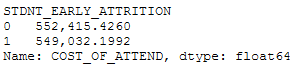 STDNT_EARLY_ATTRITION
0   552,415.4260
1   549,032.1992
Name: COST_OF_ATTEND, dtype: float64